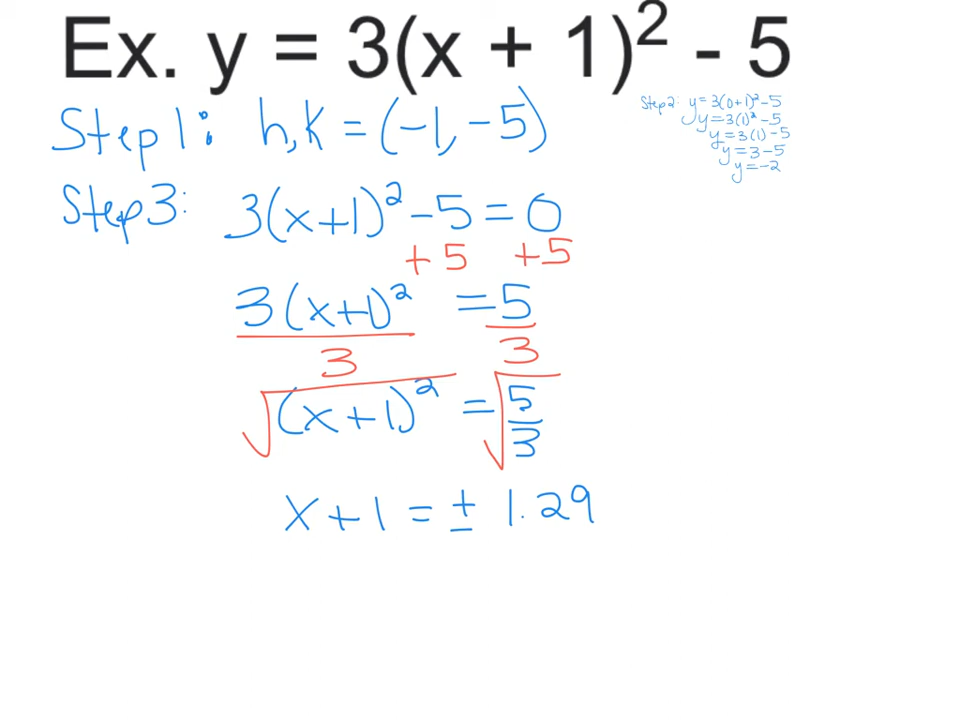 Ex. y = 3(x + 1)² - 5
Step 1: h,k = (-1, -5)
Step2: y = 3(0+1)² -5
y = 3(1)² -5
y = 3(1) -5
y = 3 -5
y = -2
Step 3: 3(x+1)² -5 = 0
+5 +5
3(x+1)² = 5
3 3
√(x+1)² = √5/3
x + 1 = ± 1.29